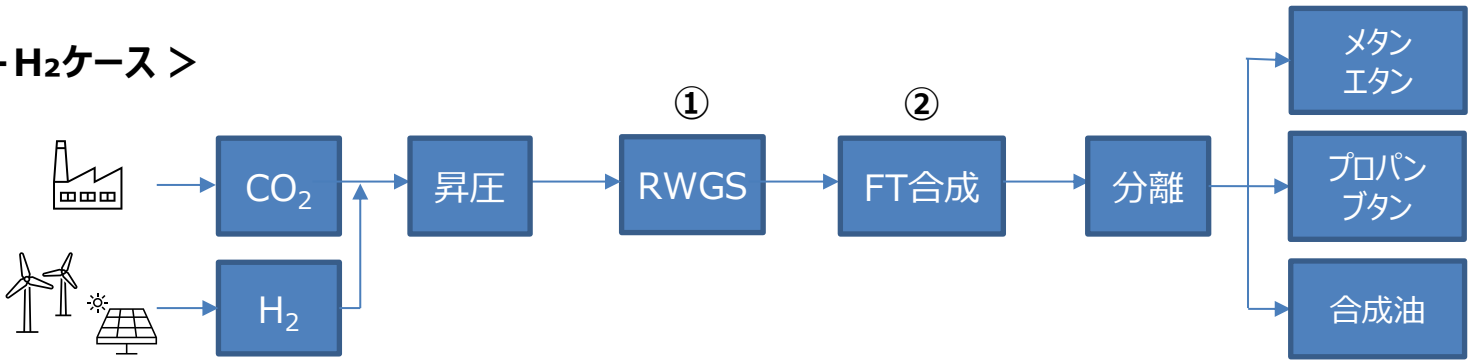 - H₂ケース ＞
①
②
CO₂
昇圧
RWGS
FT合成
分離
H₂
メタン
エタン
プロパン
ブタン
合成油